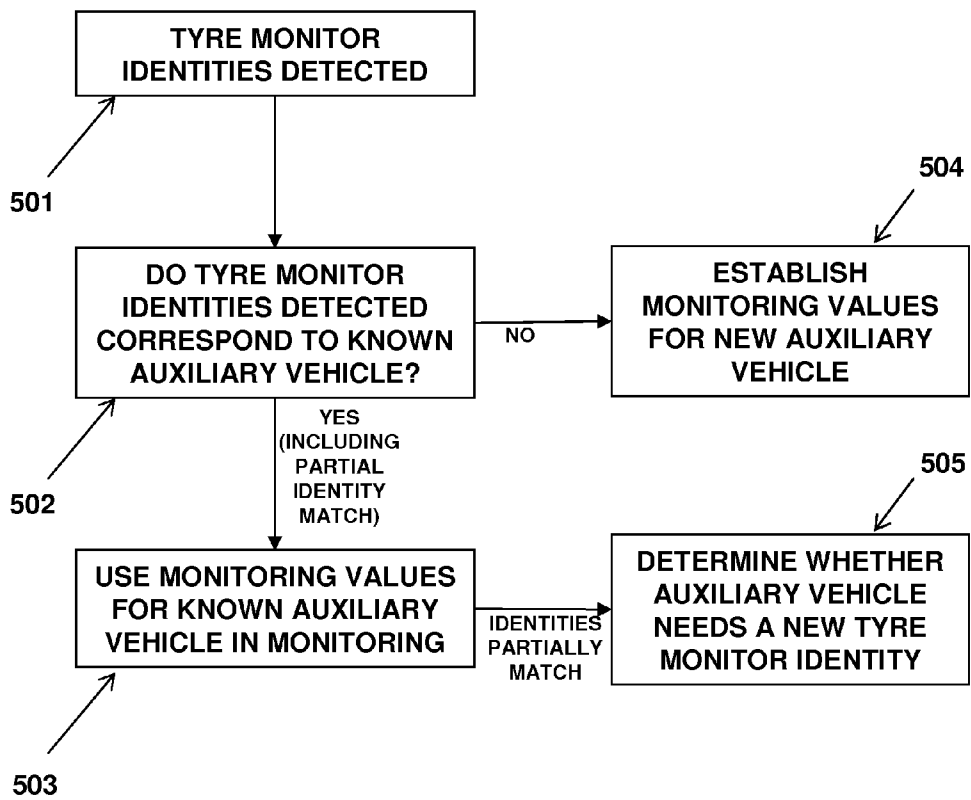 TYRE MONITOR
IDENTITIES DETECTED
501
504
DO TYRE MONITOR
IDENTITIES DETECTED
CORRESPOND TO KNOWN
AUXILIARY VEHICLE?
NO
ESTABLISH
MONITORING VALUES
FOR NEW AUXILIARY
VEHICLE
502
YES
(INCLUDING
PARTIAL
IDENTITY
MATCH)
505
USE MONITORING VALUES
FOR KNOWN AUXILIARY
VEHICLE IN MONITORING
IDENTITIES
PARTIALLY
MATCH
DETERMINE WHETHER
AUXILIARY VEHICLE
NEEDS A NEW TYRE
MONITOR IDENTITY
503